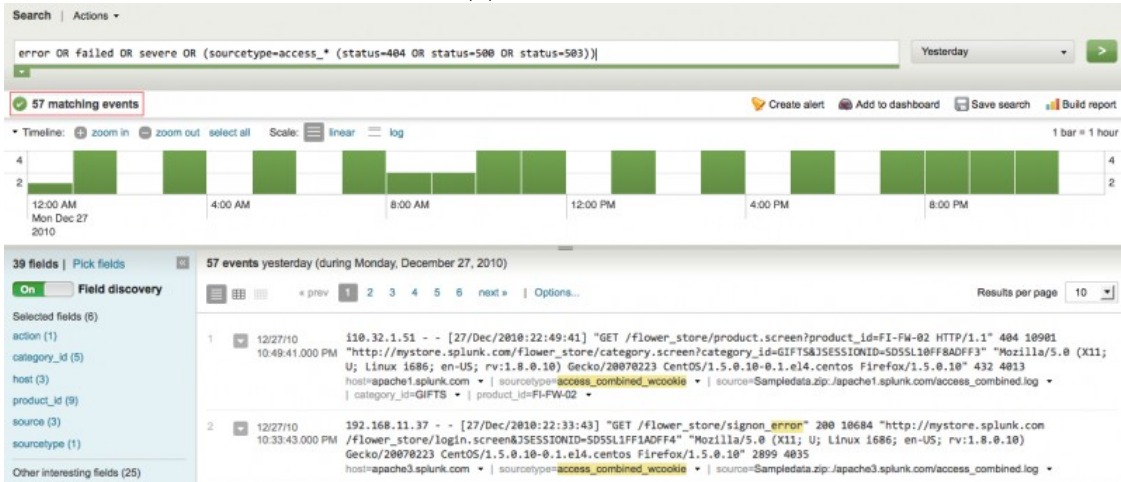 Search | Actions
error OR failed OR severe OR (sourcetype=access_* (status=404 OR status=500 OR status=503))
Yesterday
>
57 matching events
Create alert Add to dashboard Save search Build report
Timeline: zoom in zoom out select all Scale: linear log 1 bar = 1 hour
4 4
2 2
12:00 AM 4:00 AM 8:00 AM 12:00 PM 4:00 PM 8:00 PM
Mon Dec 27
2010
39 fields | Pick fields «
On Field discovery
Selected fields (6)
action (1)
category_id (5)
host (3)
product_id (9)
source (3)
sourcetype (1)
Other interesting fields (25)
57 events yesterday (during Monday, December 27, 2010)
« prev 1 2 3 4 5 6 next » | Options...
Results per page 10
1 12/27/10 i10.32.1.51 - - [27/Dec/2010:22:49:41] "GET /flower_store/product.screen?product_id=FI-FW-02 HTTP/1.1" 404 10901
10:49:41.000 PM "http://mystore.splunk.com/flower_store/category.screen?category_id=GIFTS&JSESSIONID=SD5SL10FF8ADFF3" "Mozilla/5.0 (X11;
U; Linux i686; en-US; rv:1.8.0.10) Gecko/20070223 CentOS/1.5.0.10-0.1.el4.centos Firefox/1.5.0.10" 432 4013
host=apache1.splunk.com | sourcetype=access_combined_wcookie | source=Sampledata.zip:./apache1.splunk.com/access_combined.log
| category_id=GIFTS | product_id=FI-FW-02
2 12/27/10 192.168.11.37 - - [27/Dec/2010:22:33:43] "GET /flower_store/signon_error" 200 10684 "http://mystore.splunk.com
10:33:43.000 PM /flower_store/login.screen&JSESSIONID=SD5SL1FF1ADFF4" "Mozilla/5.0 (X11; U; Linux i686; en-US; rv:1.8.0.10)
Gecko/20070223 CentOS/1.5.0.10-0.1.el4.centos Firefox/1.5.0.10" 2899 4035
host=apache3.splunk.com | sourcetype=access_combined_wcookie | source=Sampledata.zip:./apache3.splunk.com/access_combined.log